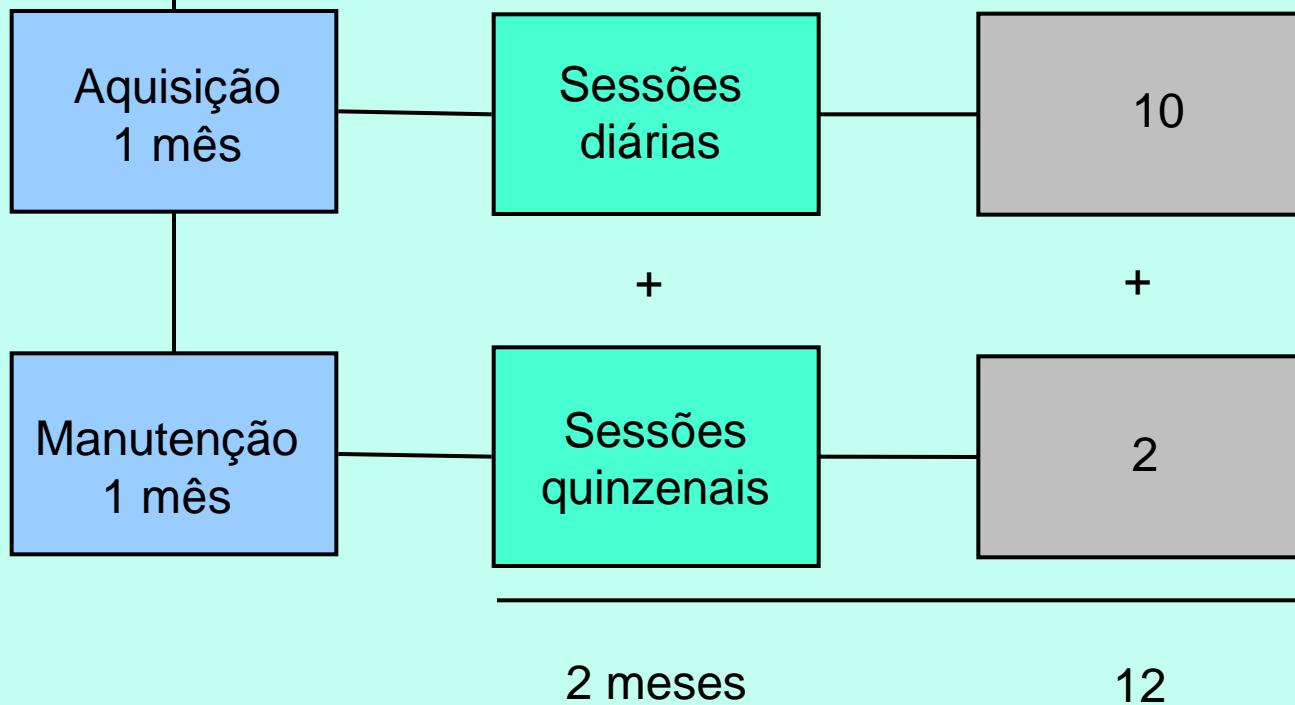 Aquisição
1 mês
Sessões
diárias
10
+
+
Manutenção
1 mês
Sessões
quinzenais
2
2 meses
12